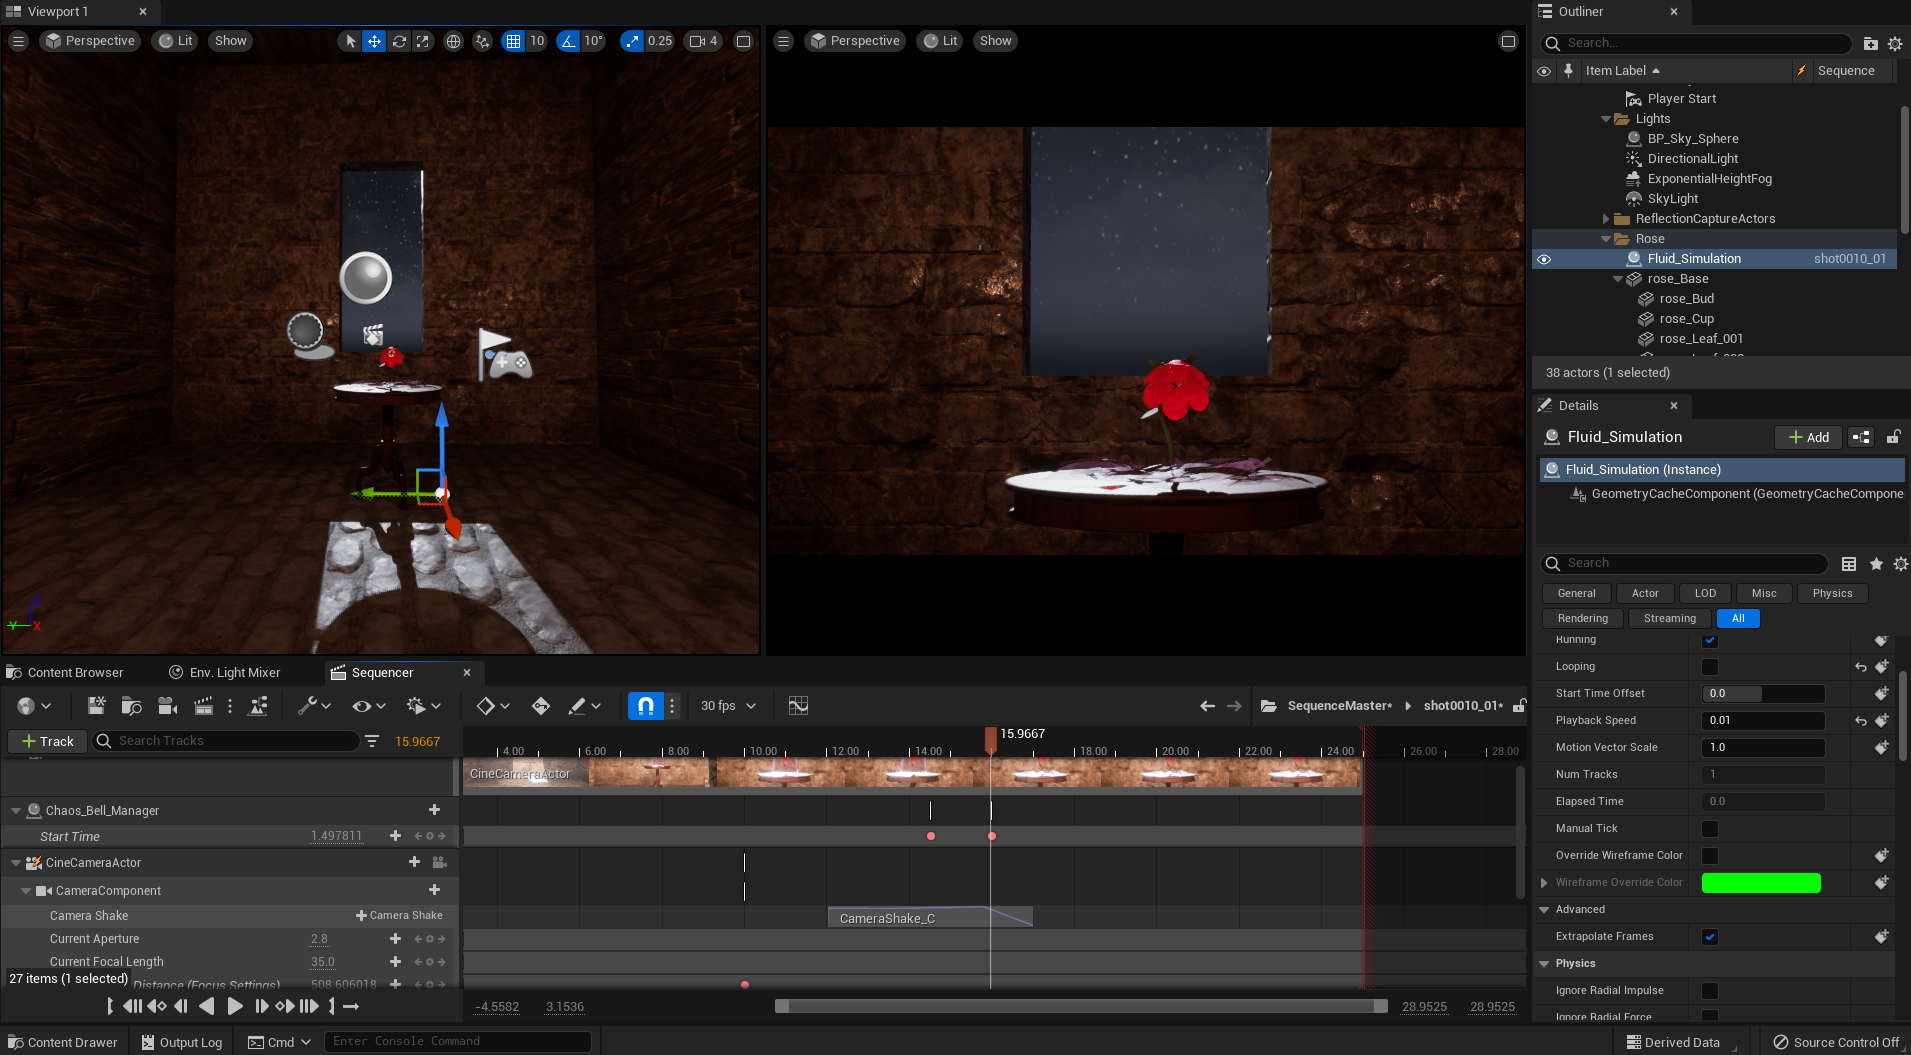 Viewport 1
Perspective
Lit
Show
10
10°
0.25
4
Perspective
Lit
Show
Outliner
Search...
Item Label
Sequence
Player Start
Lights
BP_Sky_Sphere
DirectionalLight
ExponentialHeightFog
SkyLight
ReflectionCaptureActors
Rose
Fluid_Simulation
shot0010_01
rose_Base
rose_Bud
rose_Cup
rose_Leaf_001
38 actors (1 selected)
Details
Fluid_Simulation
Add
Fluid_Simulation (Instance)
GeometryCacheComponent (GeometryCacheCompone
Search
General
Actor
LOD
Misc
Physics
Rendering
Streaming
All
Running
Looping
Start Time Offset
0.0
Playback Speed
0.01
Motion Vector Scale
1.0
Num Tracks
1
Elapsed Time
0.0
Manual Tick
Override Wireframe Color
Wireframe Override Color
Advanced
Extrapolate Frames
Physics
Ignore Radial Impulse
Ignore Radial Force
Z
Y
X
Content Browser
Env. Light Mixer
Sequencer
30 fps
SequenceMaster*
shot0010_01*
Track
Search Tracks
15.9667
15.9667
4.00
6.00
8.00
10.00
12.00
14.00
18.00
20.00
22.00
24.00
26.00
28.00
CineCameraActor
Chaos_Bell_Manager
Start Time
1.497811
CineCameraActor
CameraComponent
Camera Shake
Camera Shake
CameraShake_C
Current Aperture
2.8
Current Focal Length
35.0
27 items (1 selected)
Distance (Focus Settings)
508.606018
-4.5582
3.1536
28.9525
28.9525
Content Drawer
Output Log
Cmd
Enter Console Command
Derived Data
Source Control Off